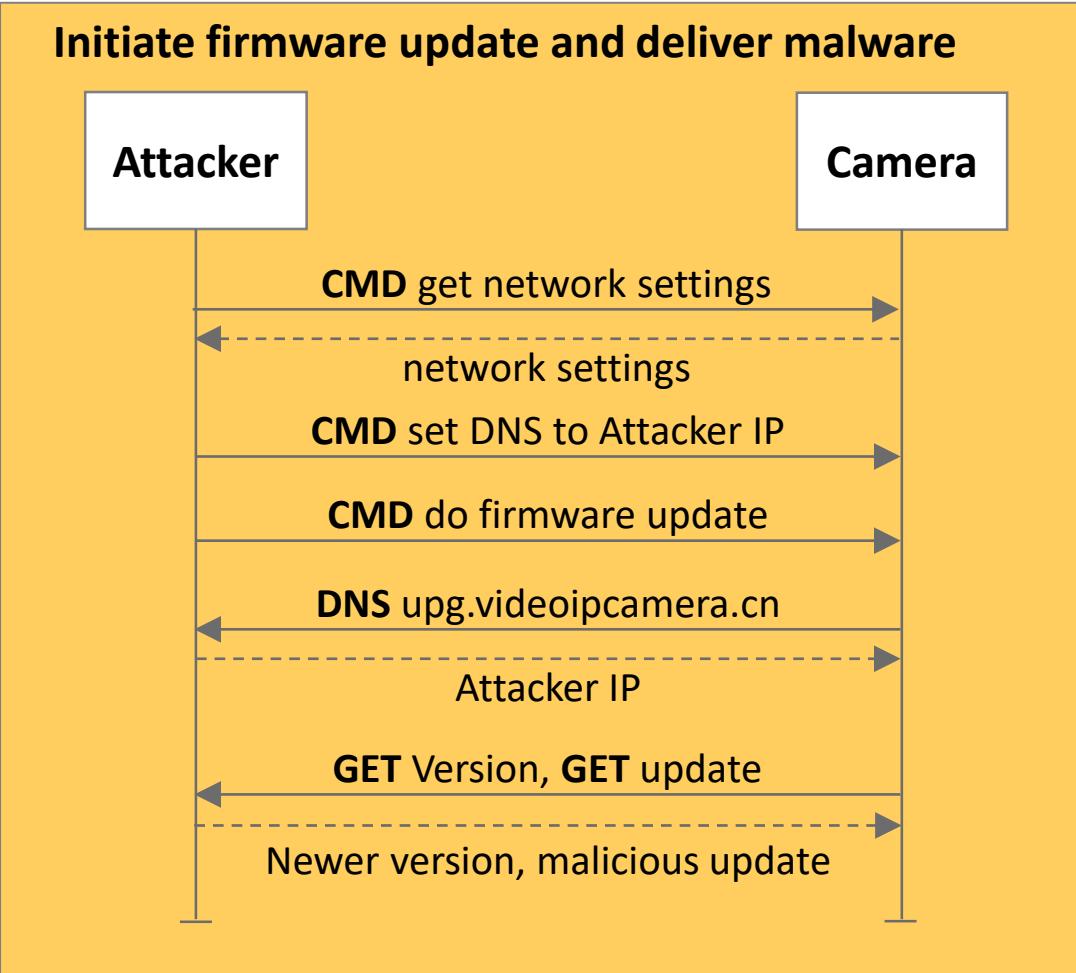 Initiate firmware update and deliver malware
Attacker
Camera
CMD get network settings
network settings
CMD set DNS to Attacker IP
CMD do firmware update
DNS upg.videoipcamera.cn
Attacker IP
GET Version, GET update
Newer version, malicious update